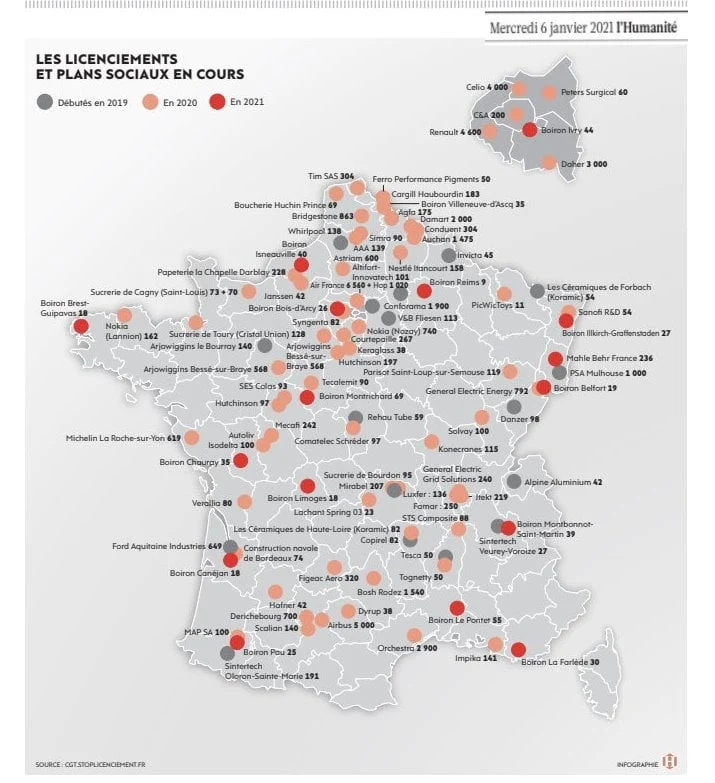 Mercredi 6 janvier 2021 l'Humanité
LES LICENCIEMENTS
ET PLANS SOCIAUX EN COURS
Débutés en 2019
En 2020
En 2021
Celio 4 000
Peters Surgical 60
C&A 200
Renault 4 600
Boiron Ivry 44
Daher 3 000
Tim SAS 304
Ferro Performance Pigments 50
Cargill Haubourdin 183
Boucherie Huchin Prince 69
Boiron Villeneuve-d'Ascq 35
Agfa 175
Bridgestone 863
Damart 2 000
Whirlpool 138
Simra 90
Conduent 304
AAA 139
Auchan 1 475
Boiron
Isneauville 40
Astriam 600
Invicta 45
Altifort-
Innovatech 101
Nestlé Itancourt 158
Papeterie la Chapelle Darblay 228
Air France 6 560 + Hop 1 020
Boiron Reims 9
Les Céramiques de Forbach
(Koramic) 54
Sucrerie de Cagny (Saint-Louis) 73 + 70
Janssen 42
PicWicToys 11
Boiron Brest-
Guipavas 18
Boiron Bois-d'Arcy 26
Conforama 1 900
Sanofi R&D 54
Syngenta 82
V&B Fliesen 113
Nokia
(Lannion) 162
Sucrerie de Toury (Cristal Union) 128
Nokia (Nozay) 740
Boiron Illkirch-Graffenstaden 27
Arjowiggins le Bourray 140
Courtepaille 267
Arjowiggins
Bessé-sur-
Braye 568
Keraglass 38
Hutchinson 197
Mahle Behr France 236
Arjowiggins Bessé-sur-Braye 568
Parisot Saint-Loup-sur-Semouse 119
PSA Mulhouse 1 000
SES Colas 93
Tecalemit 90
General Electric Energy 792
Boiron Belfort 19
Hutchinson 97
Boiron Montrichard 69
Danzer 98
Rehau Tube 59
Mecafi 242
Solvay 100
Michelin La Roche-sur-Yon 619
Autoliv
Isodelta 100
Comatelec Schréder 97
Konecranes 115
Boiron Chauray 35
Sucrerie de Bourdon 95
General Electric
Grid Solutions 240
Mirabel 207
Luxfer : 136
Jtekt 219
Alpine Aluminium 42
Boiron Limoges 18
Famar : 250
Verallia 80
Lachant Spring 03 23
STS Composite 88
Les Céramiques de Haute-Loire (Koramic) 82
Boiron Montbonnot-
Saint-Martin 39
Copirel 82
Sintertech
Veurey-Voroize 27
Ford Aquitaine Industries 649
Construction navale
de Bordeaux 74
Tesca 50
Boiron Canéjan 18
Figeac Aero 320
Tognetty 50
Bosh Rodez 1 540
Hafner 42
Derichebourg 700
Dyrup 38
Boiron Le Pontet 55
Scalian 140
Airbus 5 000
MAP SA 100
Boiron Pau 25
Orchestra 2 900
Impika 141
Boiron La Farlède 30
Sintertech
Oloron-Sainte-Marie 191
SOURCE : CGT.STOPLICENCIEMENT.FR
INFOGRAPHIE H